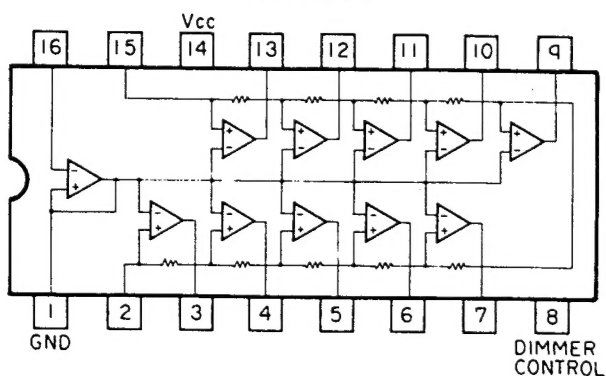 Vcc
16 15 14 13 12 11 10 9
- + + - + - + - + - + -
- + - + - + - + - +
1 2 3 4 5 6 7 8
GND DIMMER
CONTROL